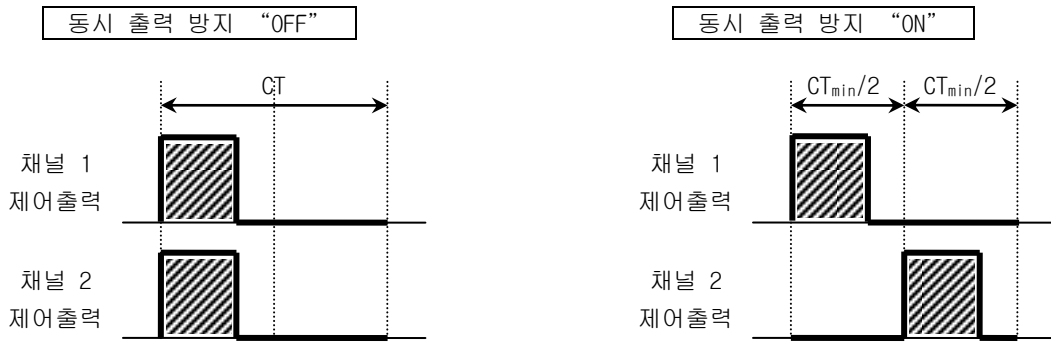 동시 출력 방지 “OFF”
CT
채널 1
제어출력
채널 2
제어출력
동시 출력 방지 “ON”
CTmin/2 CTmin/2
채널 1
제어출력
채널 2
제어출력